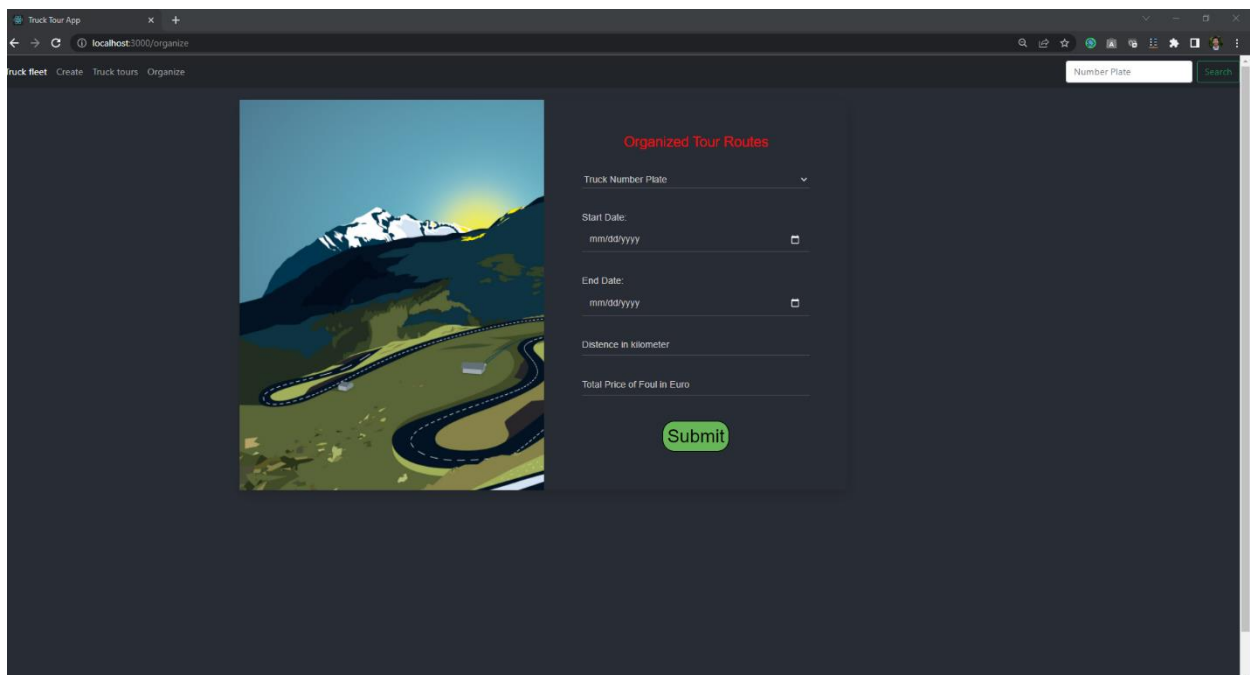 Truck Tour App
localhost:3000/organize
Truck fleet Create Truck tours Organize
Number Plate
Search
Organized Tour Routes
Truck Number Plate
Start Date:
mm/dd/yyyy
End Date:
mm/dd/yyyy
Distence in kilometer
Total Price of Foul in Euro
Submit